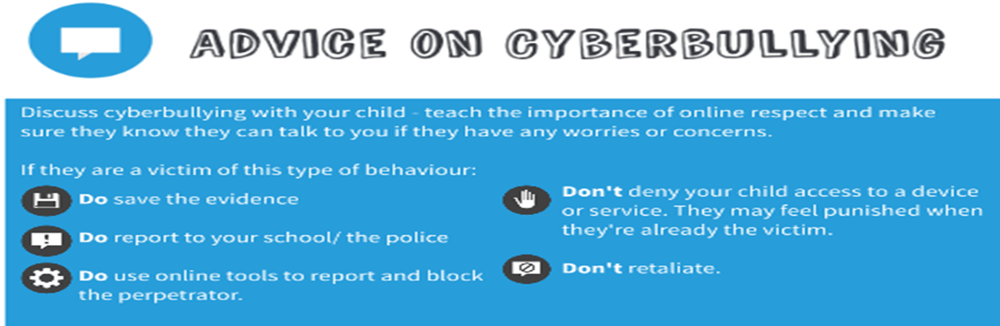 ADVICE ON CYBERBULLYING
Discuss cyberbullying with your child - teach the importance of online respect and make
sure they know they can talk to you if they have any worries or concerns.
If they are a victim of this type of behaviour:
Do save the evidence
Do report to your school/ the police
Do use online tools to report and block
the perpetrator.
Don't deny your child access to a device
or service. They may feel punished when
they're already the victim.
Don't retaliate.